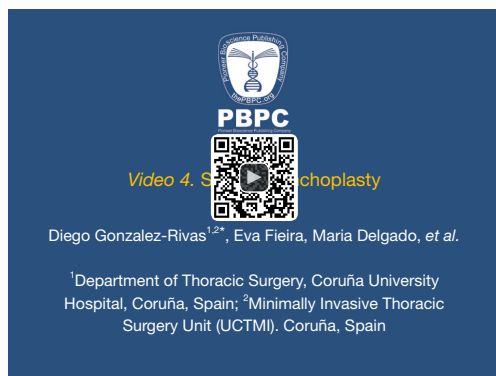 Pioneer Bioscience Publishing Company
thePBPC.org
PBPC
Pioneer Bioscience Publishing Company
Video 4. S choplasty
Diego Gonzalez-Rivas1,2*, Eva Fieira, Maria Delgado, et al.
1Department of Thoracic Surgery, Coruña University
Hospital, Coruña, Spain; 2Minimally Invasive Thoracic
Surgery Unit (UCTMI). Coruña, Spain